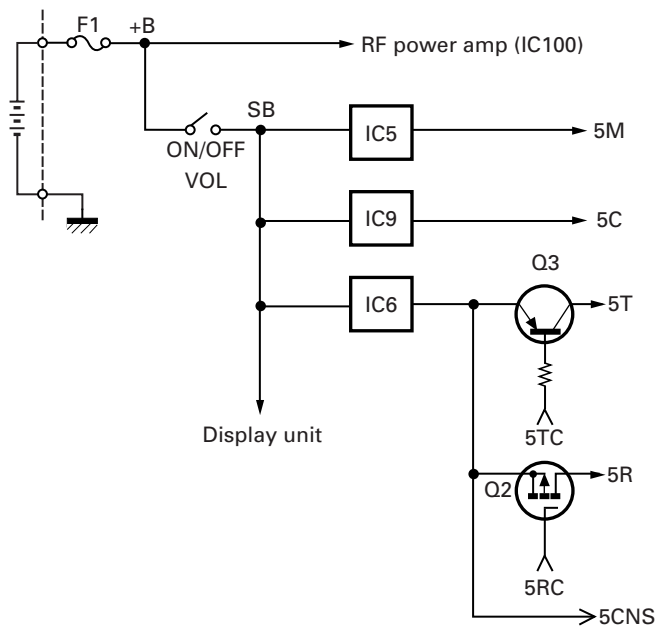 F1
+B
RF power amp (IC100)
SB
ON/OFF
VOL
IC5
5M
IC9
5C
Q3
IC6
5T
Display unit
5TC
Q2
5R
5RC
5CNS